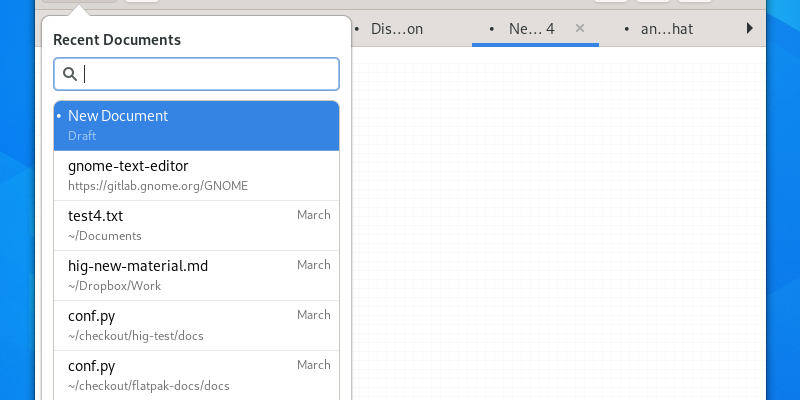 Recent Documents
• New Document
Draft
gnome-text-editor
https://gitlab.gnome.org/GNOME
test4.txt March
~/Documents
hig-new-material.md March
~/Dropbox/Work
conf.py March
~/checkout/hig-test/docs
conf.py March
~/checkout/flatpak-docs/docs
• Dis...on • Ne... 4 × • an...hat